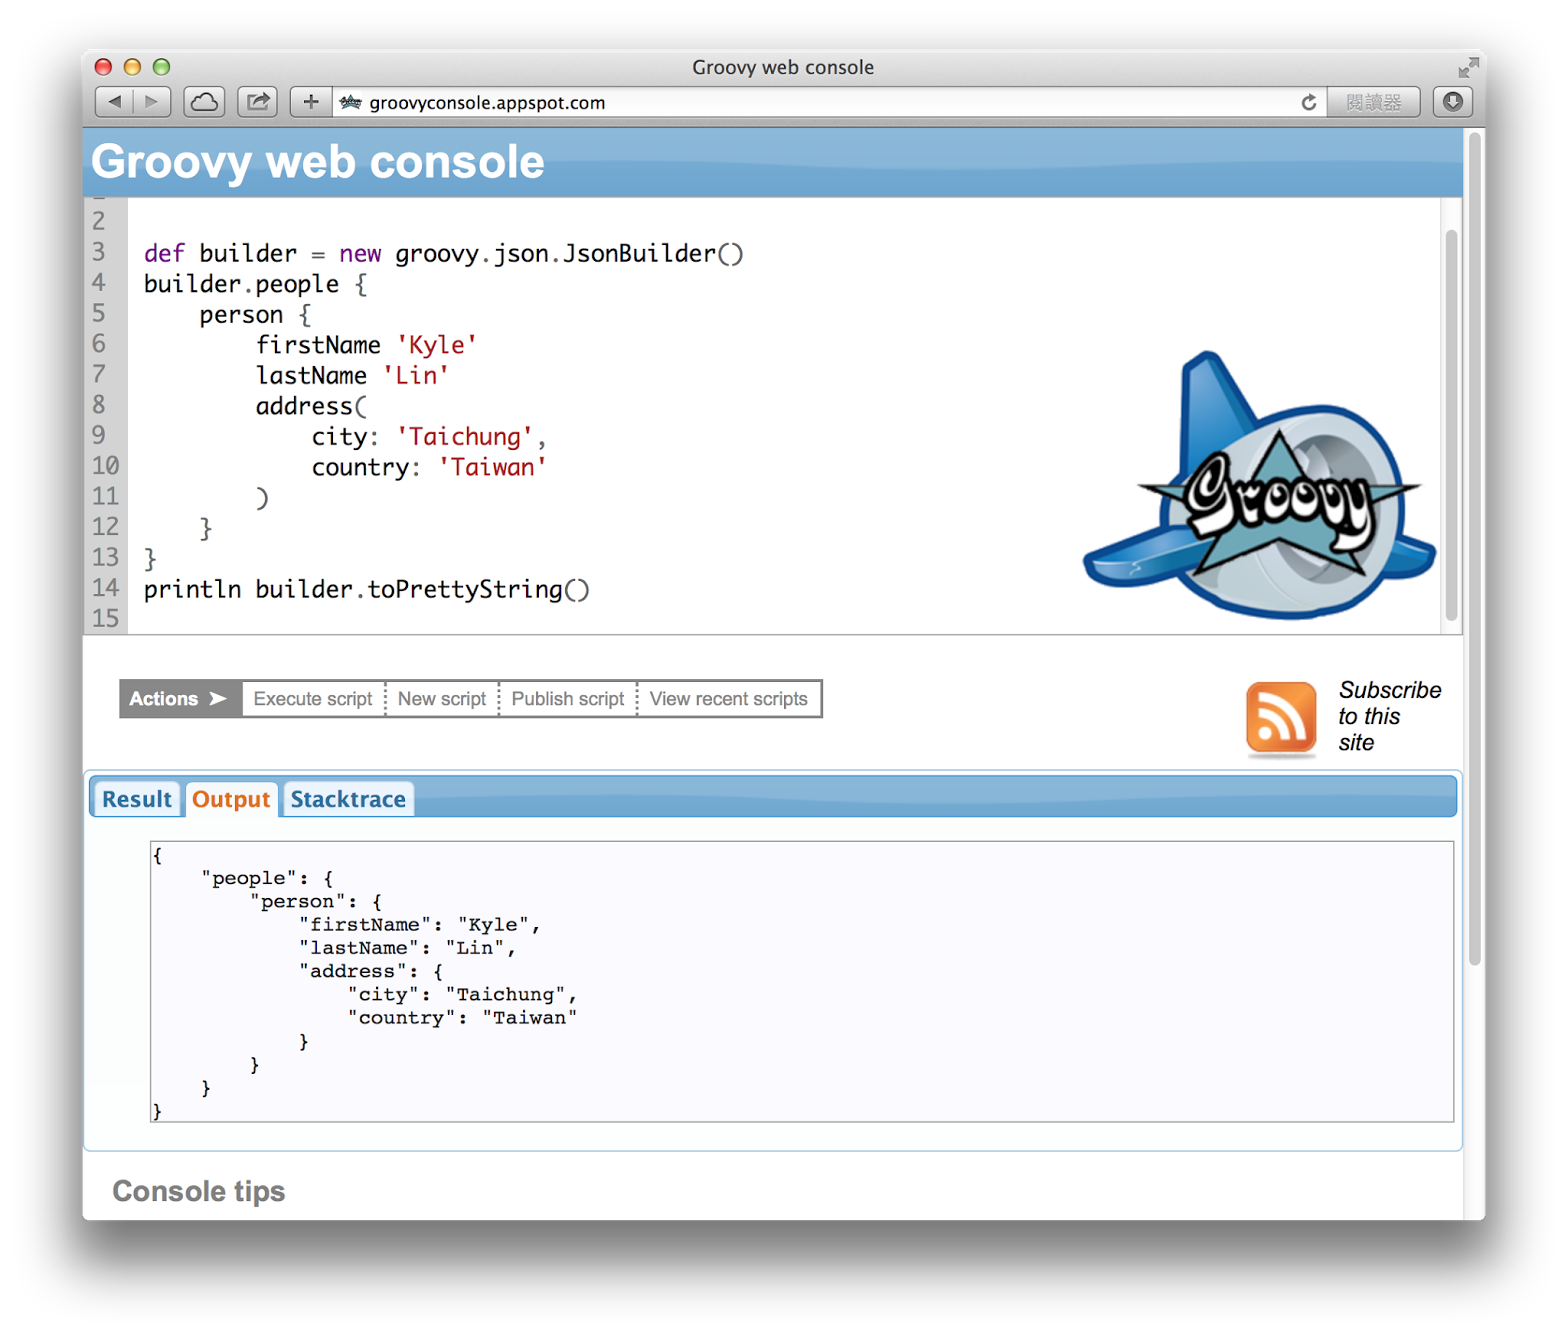 Groovy web console
groovyconsole.appspot.com
閱讀器
Groovy web console
2
3 def builder = new groovy.json.JsonBuilder()
4 builder.people {
5 person {
6 firstName 'Kyle'
7 lastName 'Lin'
8 address(
9 city: 'Taichung',
10 country: 'Taiwan'
11 )
12 }
13 }
14 println builder.toPrettyString()
15
Groovy
Actions ➤ Execute script New script Publish script View recent scripts
Subscribe
to this
site
Result Output Stacktrace
{
"people": {
"person": {
"firstName": "Kyle",
"lastName": "Lin",
"address": {
"city": "Taichung",
"country": "Taiwan"
}
}
}
}
Console tips